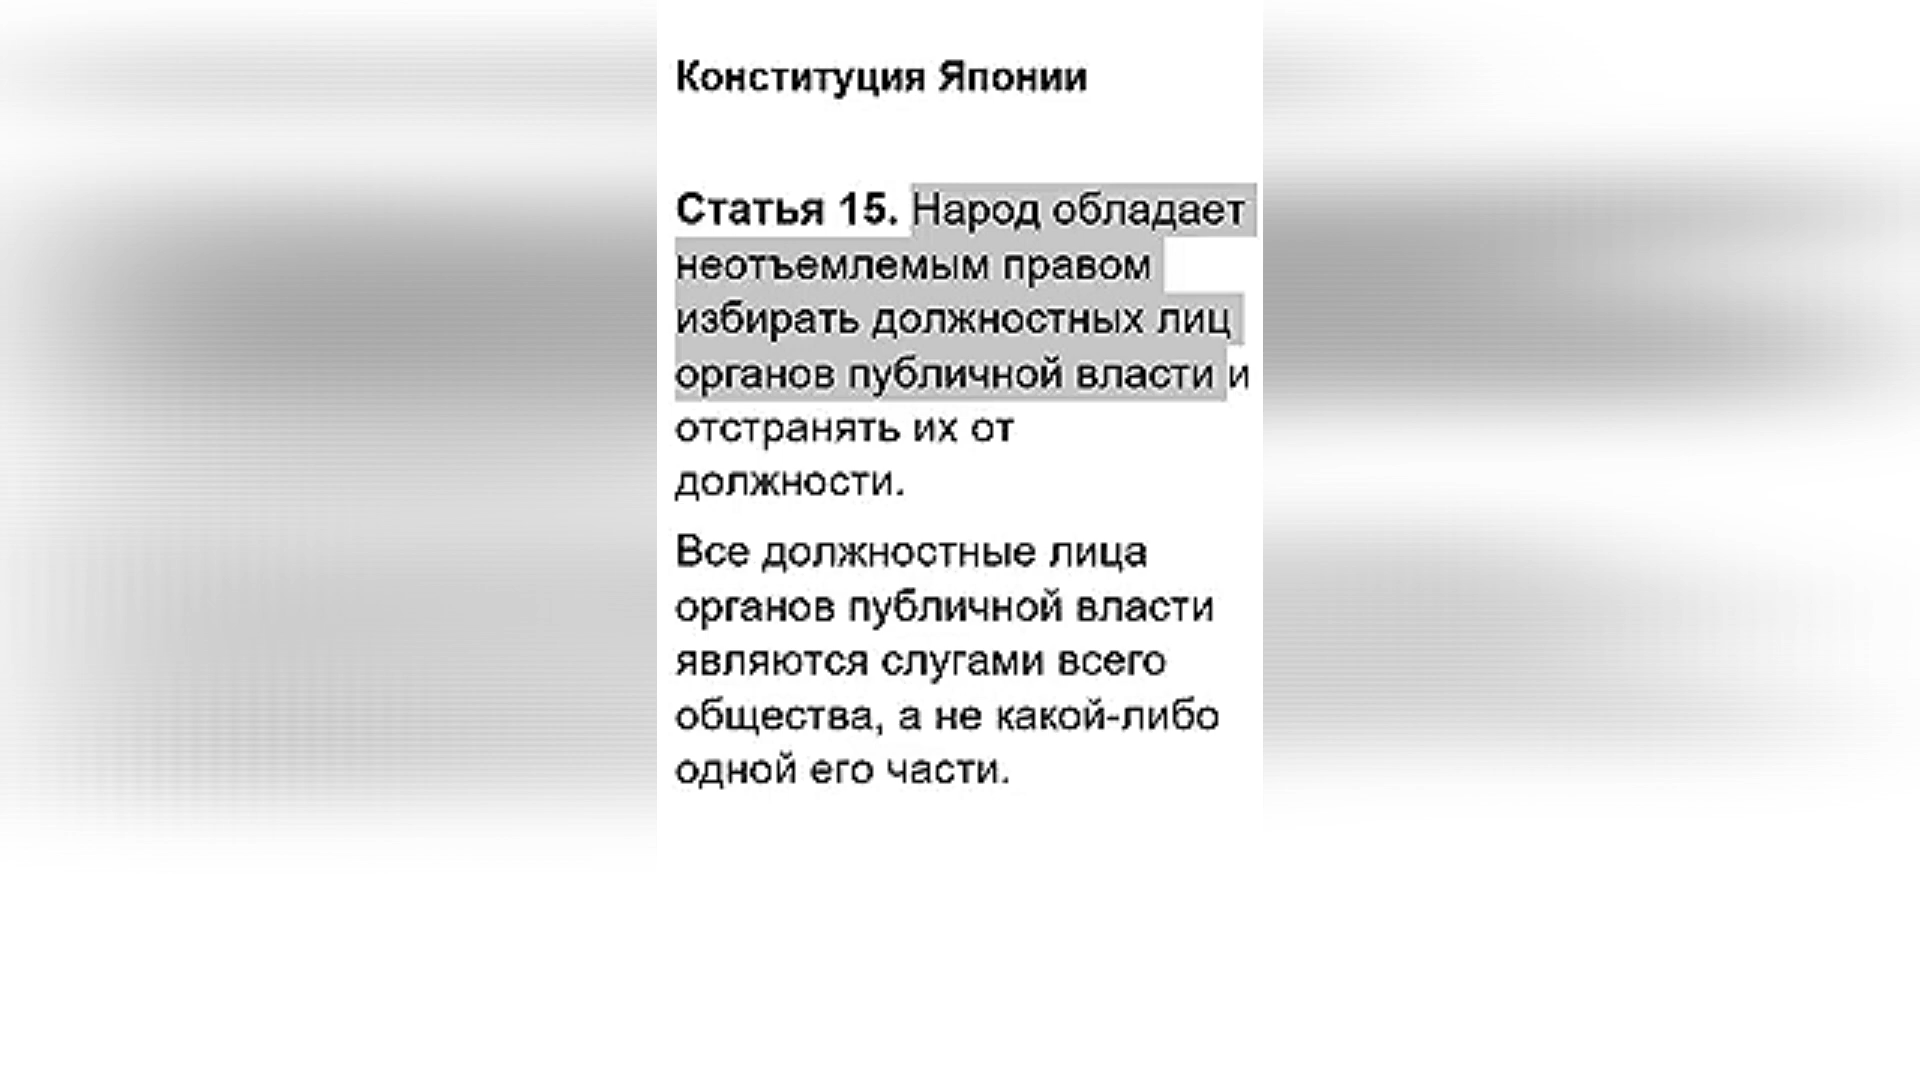 Конституция Японии
Статья 15. Народ обладает
неотъемлемым правом
избирать должностных лиц
органов публичной власти и
отстранять их от
должности.
Все должностные лица
органов публичной власти
являются слугами всего
общества, а не какой-либо
одной его части.